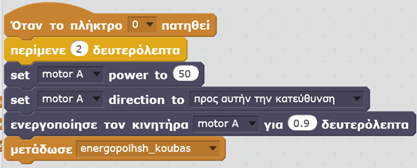 Όταν το πλήκτρο 0 πατηθεί
περίμενε 2 δευτερόλεπτα
set motor A power to 50
set motor A direction to προς αυτήν την κατεύθυνση
ενεργοποίησε τον κινητήρα motor A για 0.9 δευτερόλεπτα
μετάδωσε energopoihsh_koubas